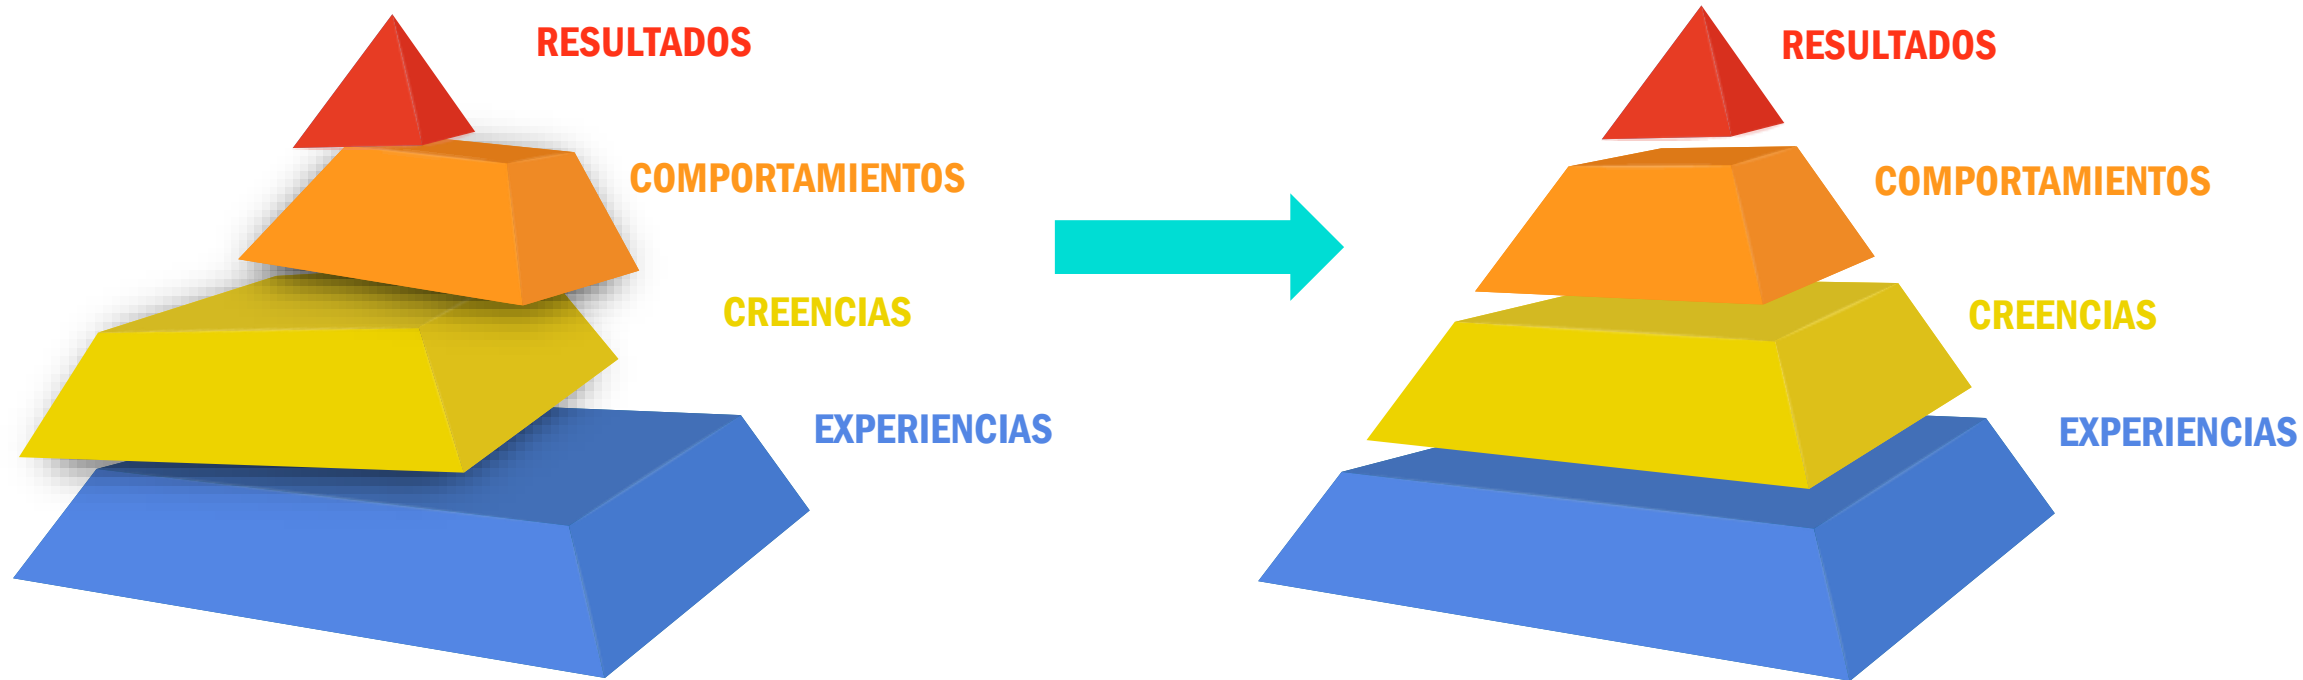 RESULTADOS
COMPORTAMIENTOS
CREENCIAS
EXPERIENCIAS
RESULTADOS
COMPORTAMIENTOS
CREENCIAS
EXPERIENCIAS